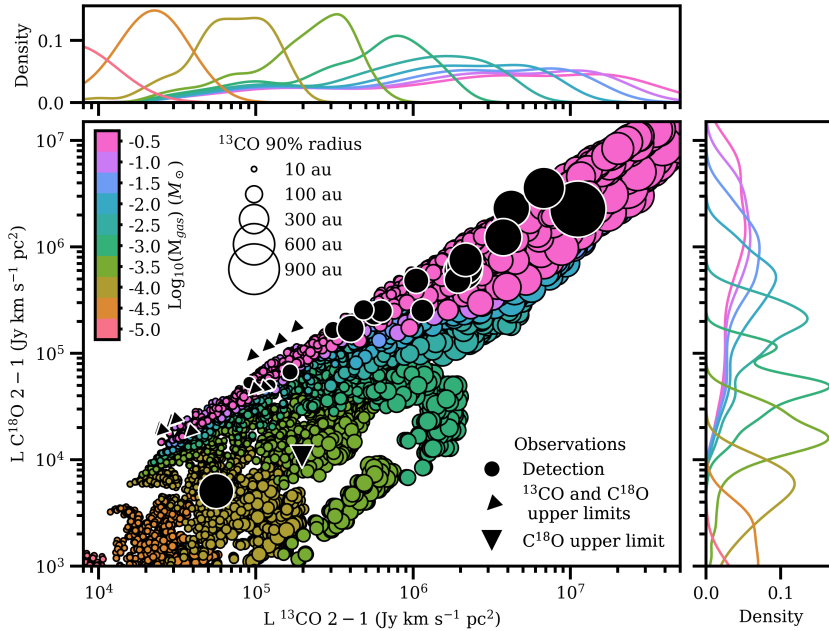 Density
0.1
0.0
10⁷
10⁶
10⁵
10⁴
10³
L C¹⁸O 2 − 1 (Jy km s⁻¹ pc²)
-0.5
-1.0
-1.5
-2.0
-2.5
-3.0
-3.5
-4.0
-4.5
-5.0
Log₁₀(M_gas) (M_⊙)
¹³CO 90% radius
10 au
100 au
300 au
600 au
900 au
Observations
Detection
¹³CO and C¹⁸O
upper limits
C¹⁸O upper limit
10⁴
10⁵
10⁶
10⁷
L ¹³CO 2 − 1 (Jy km s⁻¹ pc²)
0.0
0.1
Density